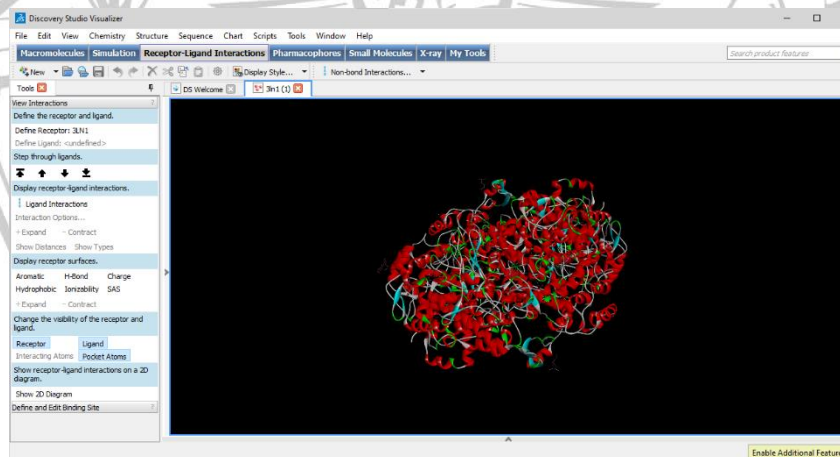 Discovery Studio Visualizer
File Edit View Chemistry Structure Sequence Chart Scripts Tools Window Help
Macromolecules Simulation Receptor-Ligand Interactions Pharmacophores Small Molecules X-ray My Tools
Search product features
New Display Style... Non-bond Interactions...
Tools DS Welcome 3ln1 (1)
View Interactions ?
Define the receptor and ligand.
Define Receptor: 3LN1
Define Ligand: <undefined>
Step through ligands.
Display receptor-ligand interactions.
Ligand Interactions
Interaction Options...
+ Expand - Contract
Show Distances Show Types
Display receptor surfaces.
Aromatic H-Bond Charge
Hydrophobic Ionizability SAS
+ Expand - Contract
Change the visibility of the receptor and
ligand.
Receptor Ligand
Interacting Atoms Pocket Atoms
Show receptor-ligand interactions on a 2D
diagram.
Show 2D Diagram
Define and Edit Binding Site ?
Enable Additional Feature